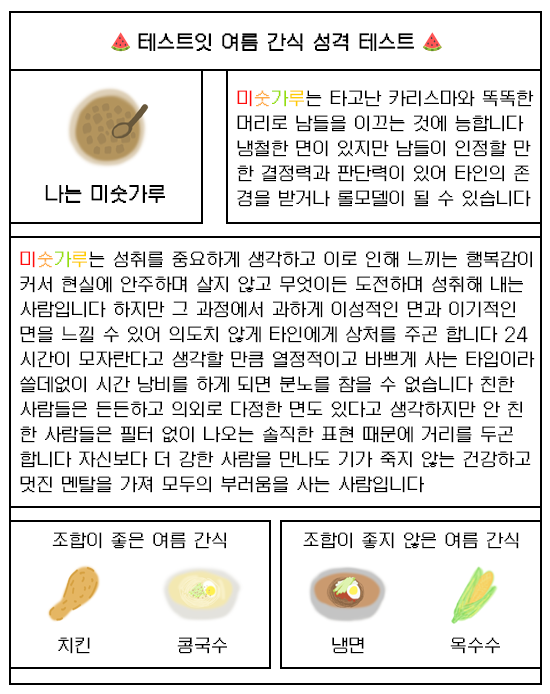 테스트잇 여름 간식 성격 테스트
나는 미숫가루
미숫가루는 타고난 카리스마와 똑똑한
머리로 남들을 이끄는 것에 능합니다
냉철한 면이 있지만 남들이 인정할 만
한 결정력과 판단력이 있어 타인의 존
경을 받거나 롤모델이 될 수 있습니다
미숫가루는 성취를 중요하게 생각하고 이로 인해 느끼는 행복감이
커서 현실에 안주하며 살지 않고 무엇이든 도전하며 성취해 내는
사람입니다 하지만 그 과정에서 과하게 이성적인 면과 이기적인
면을 느낄 수 있어 의도치 않게 타인에게 상처를 주곤 합니다 24
시간이 모자란다고 생각할 만큼 열정적이고 바쁘게 사는 타입이라
쓸데없이 시간 낭비를 하게 되면 분노를 참을 수 없습니다 친한
사람들은 든든하고 의외로 다정한 면도 있다고 생각하지만 안 친
한 사람들은 필터 없이 나오는 솔직한 표현 때문에 거리를 두곤
합니다 자신보다 더 강한 사람을 만나도 기가 죽지 않는 건강하고
멋진 멘탈을 가져 모두의 부러움을 사는 사람입니다
조합이 좋은 여름 간식
치킨
콩국수
조합이 좋지 않은 여름 간식
냉면
옥수수